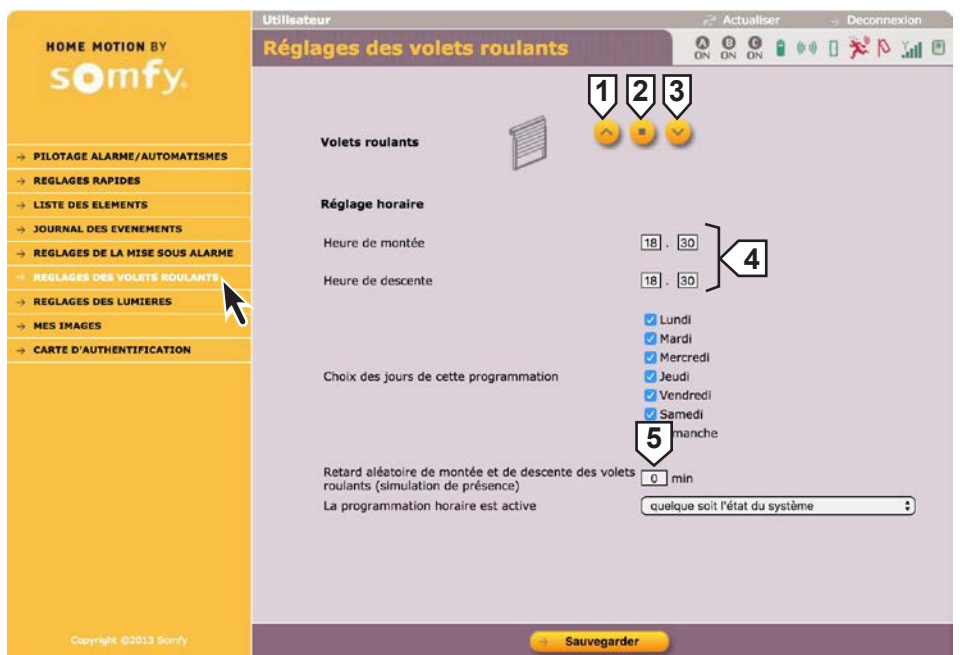 Utilisateur
Actualiser
Deconnexion
HOME MOTION BY
somfy.
Réglages des volets roulants
A B C
ON ON ON
1 2 3
Volets roulants
→ PILOTAGE ALARME/AUTOMATISMES
→ REGLAGES RAPIDES
→ LISTE DES ELEMENTS
→ JOURNAL DES EVENEMENTS
→ REGLAGES DE LA MISE SOUS ALARME
→ REGLAGES DES VOLETS ROULANTS
→ REGLAGES DES LUMIERES
→ MES IMAGES
→ CARTE D'AUTHENTIFICATION
Réglage horaire
Heure de montée 18 . 30
4
Heure de descente 18 . 30
Lundi
Mardi
Mercredi
Choix des jours de cette programmation
Jeudi
Vendredi
Samedi
manche
5
Retard aléatoire de montée et de descente des volets
roulants (simulation de présence)
0 min
La programmation horaire est active
quelque soit l'état du système
Copyright ©2013 Somfy
→ Sauvegarder